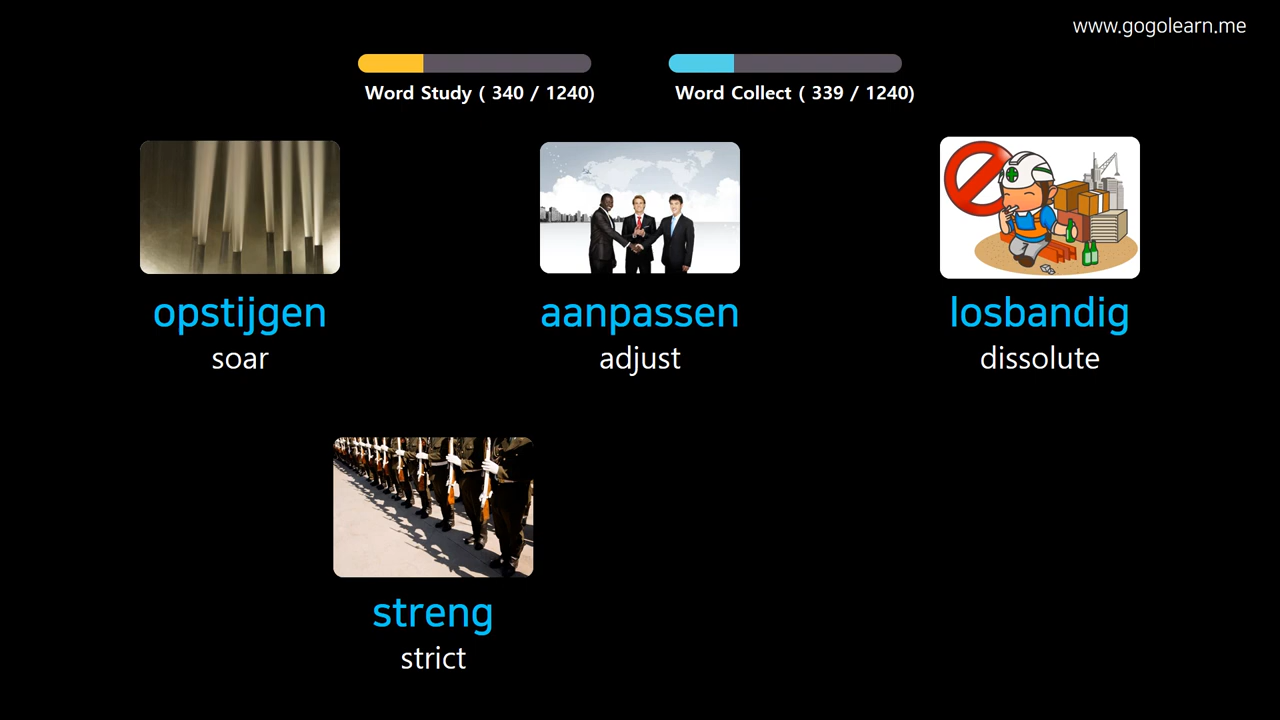 www.gogolearn.me
Word Study ( 340 / 1240)
Word Collect ( 339 / 1240)
opstijgen
soar
aanpassen
adjust
losbandig
dissolute
streng
strict